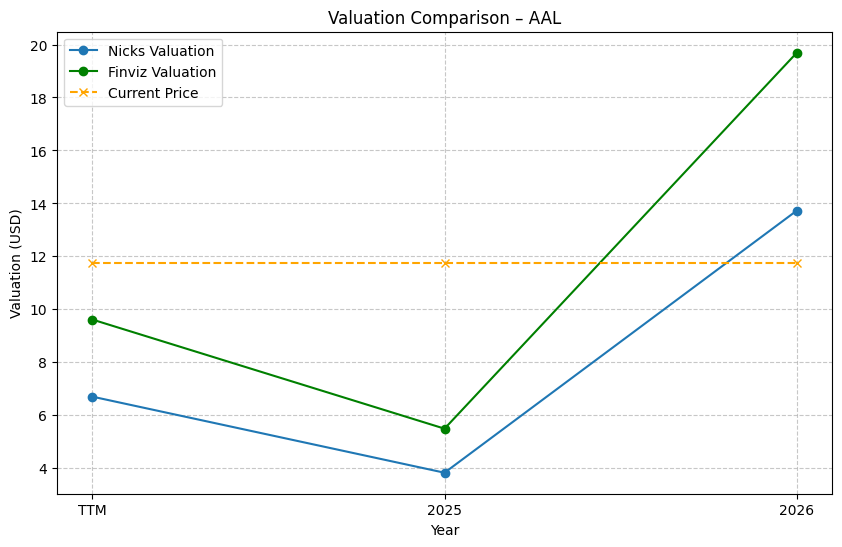 Valuation Comparison – AAL
Nicks Valuation
Finviz Valuation
Current Price
Valuation (USD)
20
18
16
14
12
10
8
6
4
TTM
2025
2026
Year